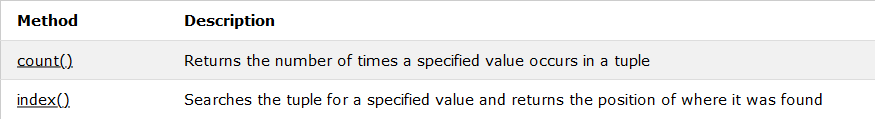 Method Description
count() Returns the number of times a specified value occurs in a tuple
index() Searches the tuple for a specified value and returns the position of where it was found